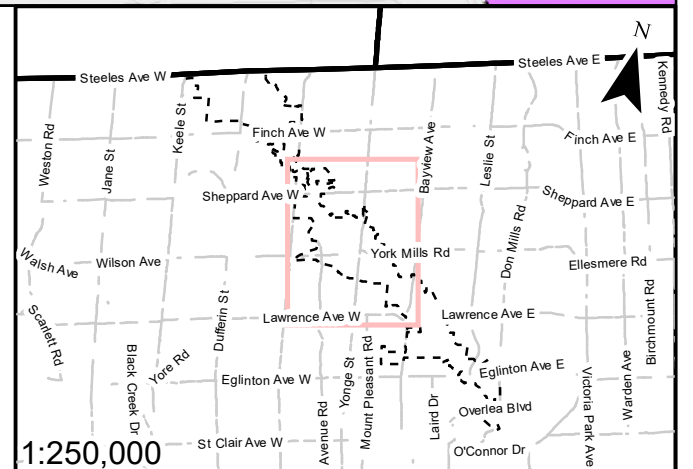 N
Steeles Ave W
Steeles Ave E
Kennedy Rd
Keele St
Finch Ave W
Finch Ave E
Weston Rd
Jane St
Bayview Ave
Leslie St
Sheppard Ave W
Sheppard Ave E
Don Mills Rd
Walsh Ave
Wilson Ave
York Mills Rd
Ellesmere Rd
Birchmount Rd
Scarlett Rd
Dufferin St
Lawrence Ave W
Lawrence Ave E
Black Creek Dr
Yore Rd
Eglinton Ave W
Avenue Rd
Yonge St
Mount Pleasant Rd
Laird Dr
Eglinton Ave E
Overlea Blvd
Victoria Park Ave
Warden Ave
St Clair Ave W
O'Connor Dr
1:250,000